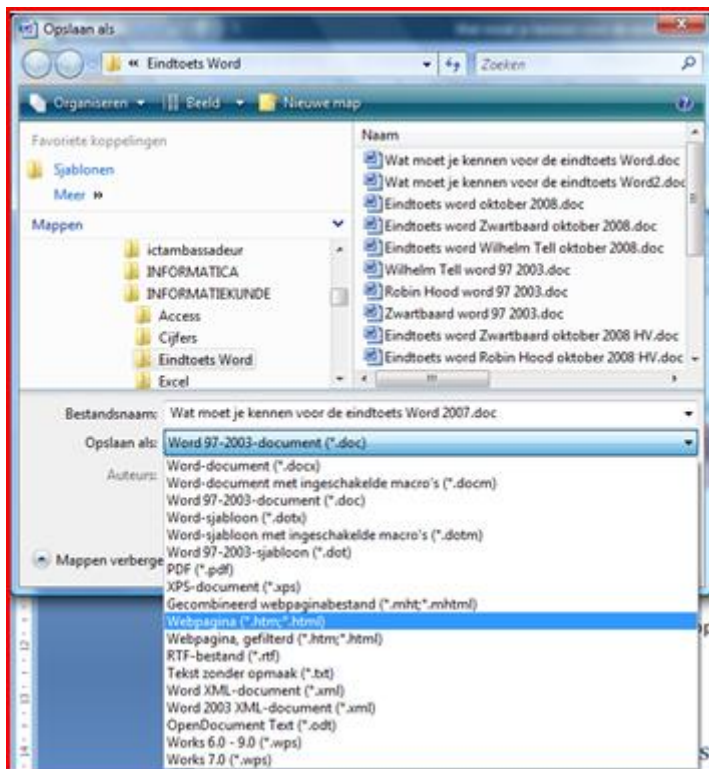 Opslaan als
« Eindtoets Word
Zoeken
Organiseren
Beeld
Nieuwe map
Favoriete koppelingen
Sjablonen
Meer »
Mappen
ictambassadeur
INFORMATICA
INFORMATIEKUNDE
Access
Cijfers
Eindtoets Word
Excel
Naam
Wat moet je kennen voor de eindtoets Word.doc
Wat moet je kennen voor de eindtoets Word2.doc
Eindtoets word oktober 2008.doc
Eindtoets word Zwartbaard oktober 2008.doc
Eindtoets word Wilhelm Tell oktober 2008.doc
Wilhelm Tell word 97 2003.doc
Robin Hood word 97 2003.doc
Zwartbaard word 97 2003.doc
Eindtoets word Zwartbaard oktober 2008 HV.doc
Eindtoets word Robin Hood oktober 2008 HV.doc
Bestandsnaam: Wat moet je kennen voor de eindtoets Word 2007.doc
Opslaan als: Word 97-2003-document (*.doc)
Auteurs:
Word-document (*.docx)
Word-document met ingeschakelde macro's (*.docm)
Word 97-2003-document (*.doc)
Word-sjabloon (*.dotx)
Word-sjabloon met ingeschakelde macro's (*.dotm)
Word 97-2003-sjabloon (*.dot)
PDF (*.pdf)
XPS-document (*.xps)
Gecombineerd webpaginabestand (*.mht;*.mhtml)
Webpagina (*.htm;*.html)
Webpagina, gefilterd (*.htm;*.html)
RTF-bestand (*.rtf)
Tekst zonder opmaak (*.txt)
Word XML-document (*.xml)
Word 2003 XML-document (*.xml)
OpenDocument Text (*.odt)
Works 6.0 - 9.0 (*.wps)
Works 7.0 (*.wps)
Mappen verberge
12
13
14